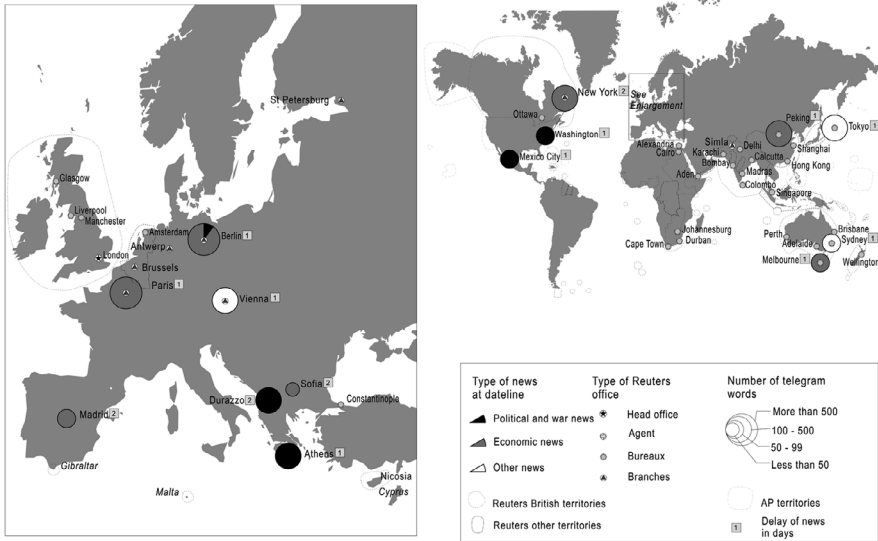 St Petersburg
Glasgow
Liverpool
Manchester
Amsterdam
Antwerp
Berlin 1
London
Brussels
Paris 1
Vienna 1
Sofia 2
Durazzo 2
Constantinople
Madrid 2
Athens 1
Gibraltar
Malta
Nicosia
Cyprus
New York 2
See
Enlargement
Ottawa
Washington 1
Mexico City 1
Peking 1
Tokyo 1
Alexandria
Cairo
Simla
Delhi
Karachi
Shanghai
Calcutta
Bombay
Hong Kong
Aden
Madras
Colombo
Singapore
Johannesburg
Durban
Cape Town
Perth
Brisbane
Adelaide
Sydney 1
Melbourne 1
Wellington
Type of news
at dateline
Political and war news
Economic news
Other news
Reuters British territories
Reuters other territories
Type of Reuters
office
Head office
Agent
Bureaux
Branches
Number of telegram
words
More than 500
100 - 500
50 - 99
Less than 50
AP territories
1 Delay of news
in days